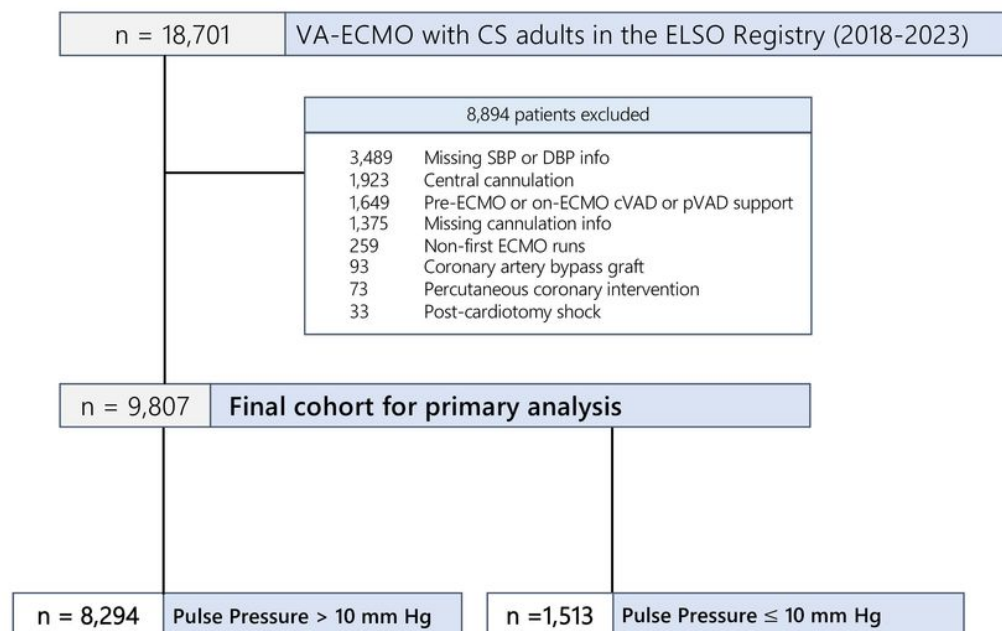 n = 18,701 VA-ECMO with CS adults in the ELSO Registry (2018-2023)
8,894 patients excluded
3,489 Missing SBP or DBP info
1,923 Central cannulation
1,649 Pre-ECMO or on-ECMO cVAD or pVAD support
1,375 Missing cannulation info
259 Non-first ECMO runs
93 Coronary artery bypass graft
73 Percutaneous coronary intervention
33 Post-cardiotomy shock
n = 9,807 Final cohort for primary analysis
n = 8,294 Pulse Pressure > 10 mm Hg
n =1,513 Pulse Pressure ≤ 10 mm Hg